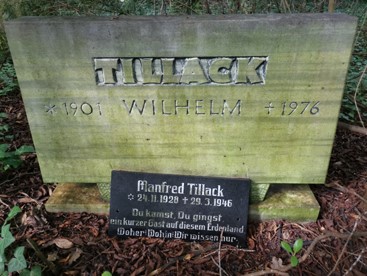 TILLACK
* 1901 WILHELM † 1976
Manfred Tillack
* 24.11.1928 † 29.3.1946
Du kamst, Du gingst
ein kurzer Gast auf diesem Erdenland
Woher? Wohin? Wir wissen nur: